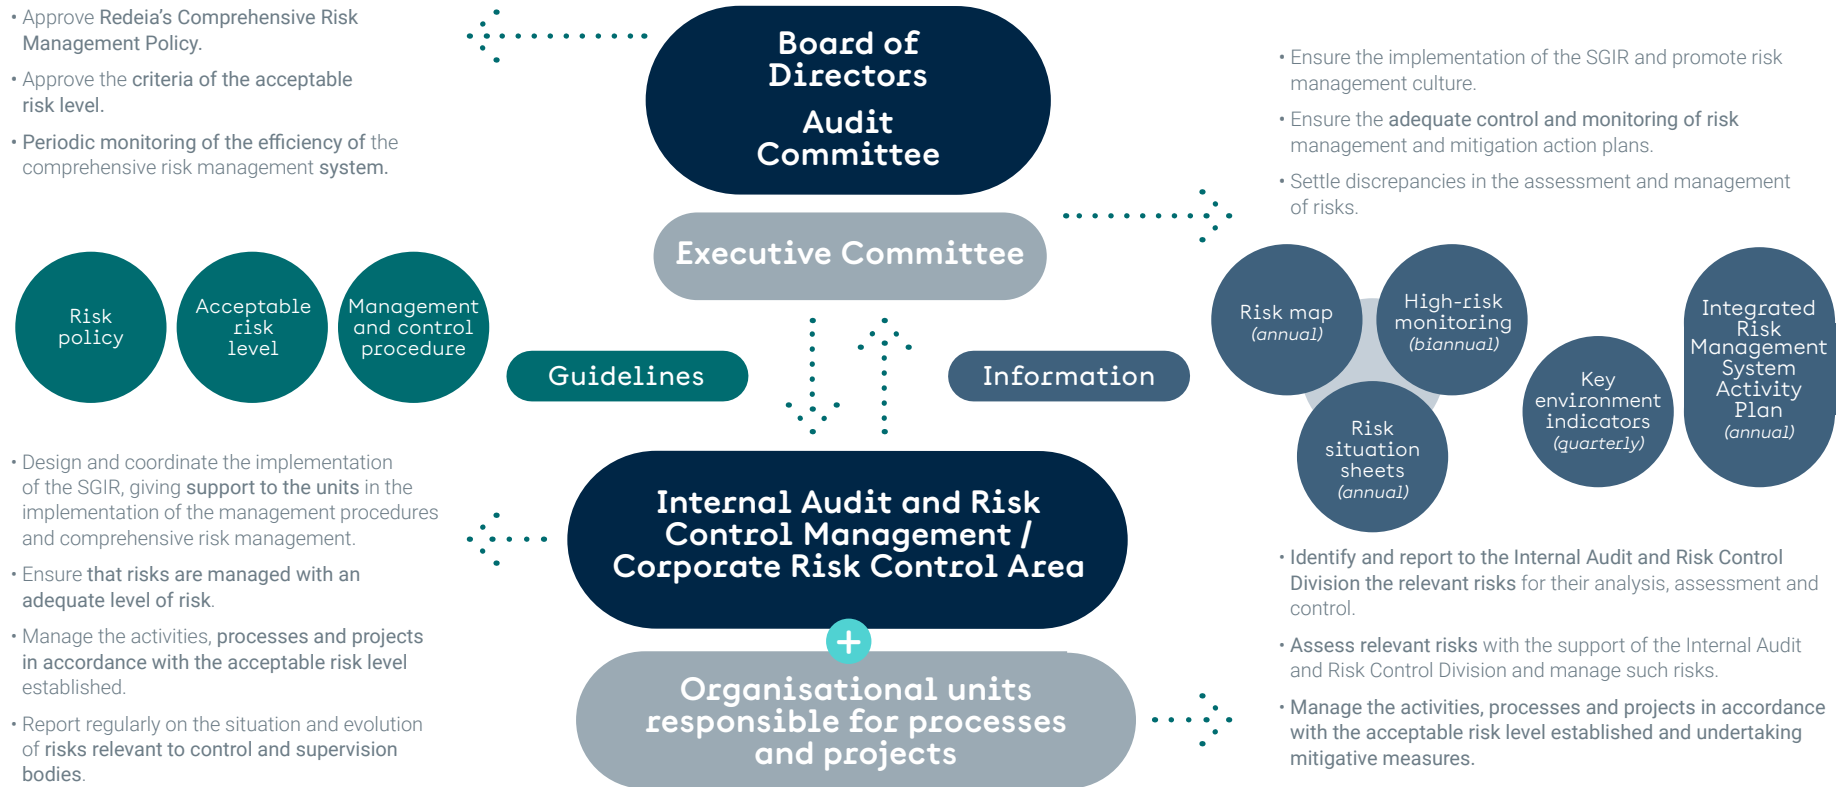 • Approve Redeia's Comprehensive Risk
Management Policy.
• Approve the criteria of the acceptable
risk level.
• Periodic monitoring of the efficiency of the
comprehensive risk management system.
Board of
Directors
Audit
Committee
Executive Committee
• Ensure the implementation of the SGIR and promote risk
management culture.
• Ensure the adequate control and monitoring of risk
management and mitigation action plans.
• Settle discrepancies in the assessment and management
of risks.
Risk
policy
Acceptable
risk
level
Management
and control
procedure
Guidelines
Information
Risk map
(annual)
High-risk
monitoring
(biannual)
Risk
situation
sheets
(annual)
Key
environment
indicators
(quarterly)
Integrated
Risk
Management
System
Activity
Plan
(annual)
• Design and coordinate the implementation
of the SGIR, giving support to the units in the
implementation of the management procedures
and comprehensive risk management.
• Ensure that risks are managed with an
adequate level of risk.
• Manage the activities, processes and projects
in accordance with the acceptable risk level
established.
• Report regularly on the situation and evolution
of risks relevant to control and supervision
bodies.
Internal Audit and Risk
Control Management /
Corporate Risk Control Area
+
Organisational units
responsible for processes
and projects
• Identify and report to the Internal Audit and Risk Control
Division the relevant risks for their analysis, assessment and
control.
• Assess relevant risks with the support of the Internal Audit
and Risk Control Division and manage such risks.
• Manage the activities, processes and projects in accordance
with the acceptable risk level established and undertaking
mitigative measures.